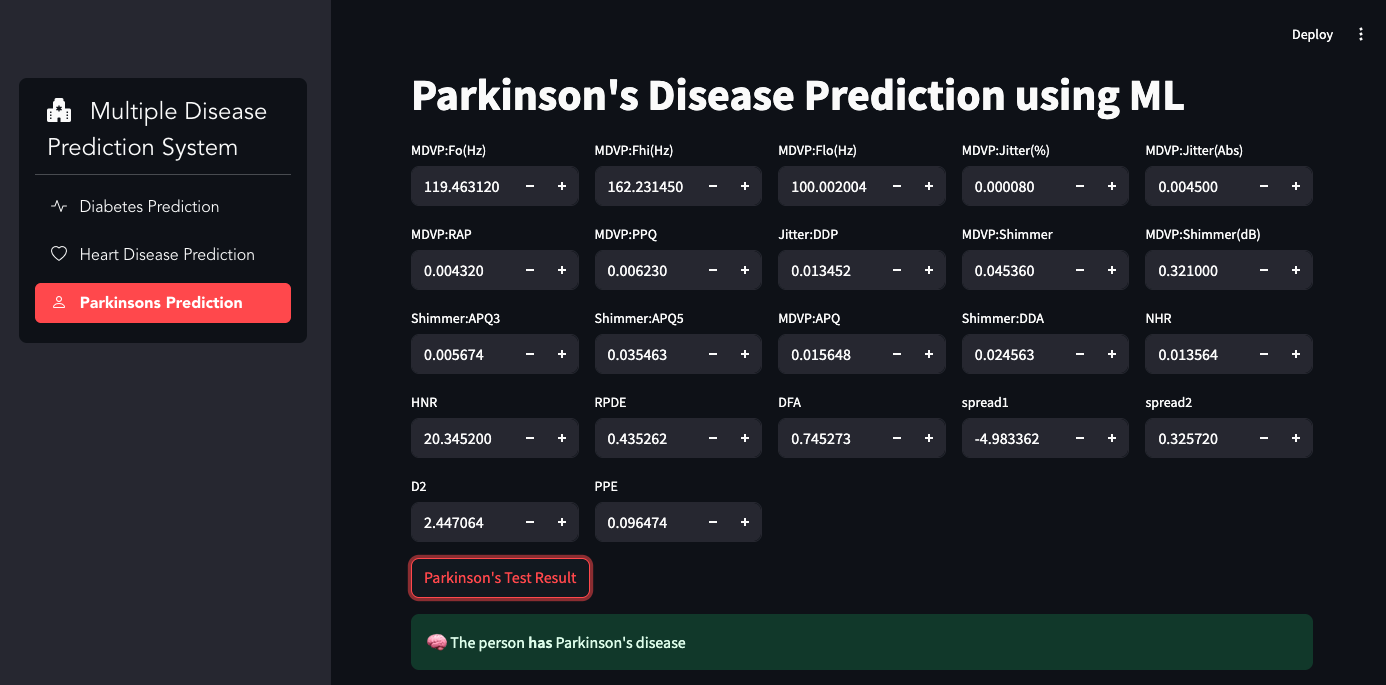 Deploy
Multiple Disease
Prediction System
Diabetes Prediction
Heart Disease Prediction
Parkinsons Prediction
Parkinson's Disease Prediction using ML
MDVP:Fo(Hz) MDVP:Fhi(Hz) MDVP:Flo(Hz) MDVP:Jitter(%) MDVP:Jitter(Abs)
119.463120 − + 162.231450 − + 100.002004 − + 0.000080 − + 0.004500 − +
MDVP:RAP MDVP:PPQ Jitter:DDP MDVP:Shimmer MDVP:Shimmer(dB)
0.004320 − + 0.006230 − + 0.013452 − + 0.045360 − + 0.321000 − +
Shimmer:APQ3 Shimmer:APQ5 MDVP:APQ Shimmer:DDA NHR
0.005674 − + 0.035463 − + 0.015648 − + 0.024563 − + 0.013564 − +
HNR RPDE DFA spread1 spread2
20.345200 − + 0.435262 − + 0.745273 − + -4.983362 − + 0.325720 − +
D2 PPE
2.447064 − + 0.096474 − +
Parkinson's Test Result
🧠 The person has Parkinson's disease